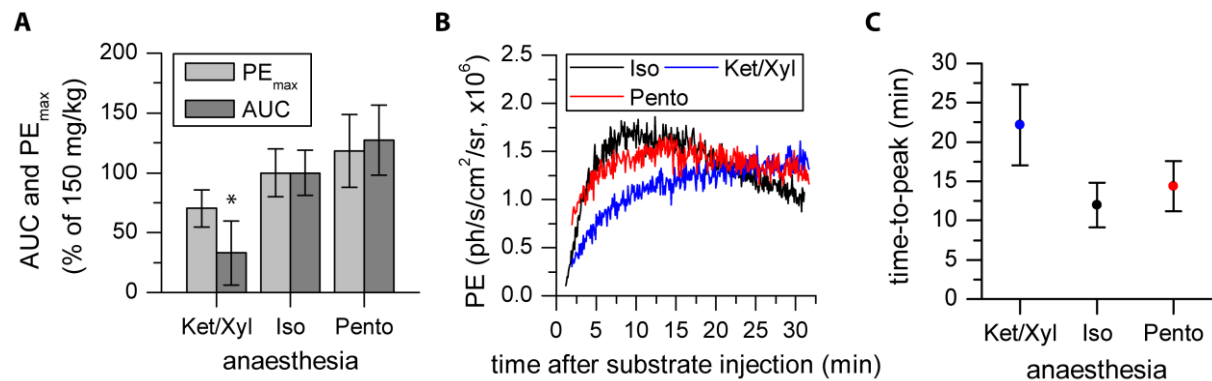 A
AUC and PEmax
(% of 150 mg/kg)
200
150
100
50
0
PEmax
AUC
*
Ket/Xyl Iso Pento
anaesthesia
B
PE (ph/s/cm²/sr, x10⁶)
2.5
2.0
1.5
1.0
0.5
0.0
Iso Ket/Xyl
Pento
0 5 10 15 20 25 30
time after substrate injection (min)
C
time-to-peak (min)
30
25
20
15
10
5
0
Ket/Xyl Iso Pento
anaesthesia